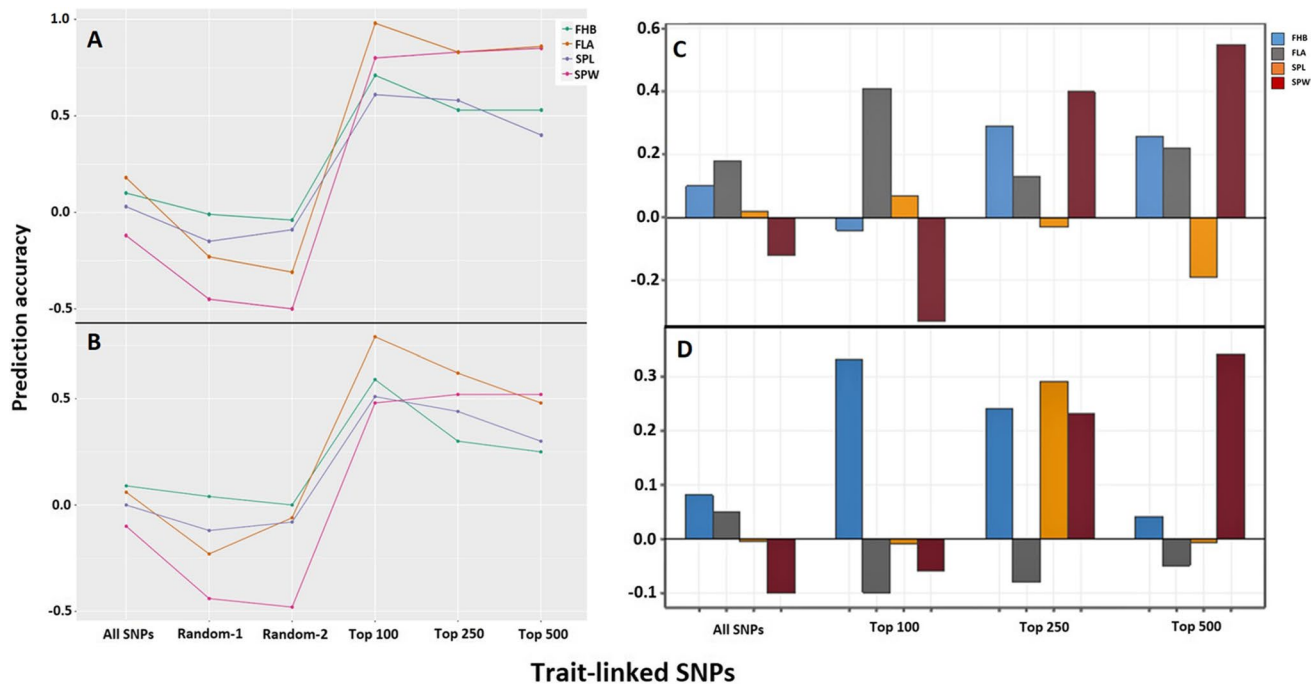 A
1.0
0.5
0.0
-0.5
FHB
FLA
SPL
SPW
B
0.5
0.0
-0.5
All SNPs Random-1 Random-2 Top 100 Top 250 Top 500
Prediction accuracy
C
0.6
0.4
0.2
0.0
-0.2
FHB
FLA
SPL
SPW
D
0.3
0.2
0.1
0.0
-0.1
All SNPs Top 100 Top 250 Top 500
Trait-linked SNPs